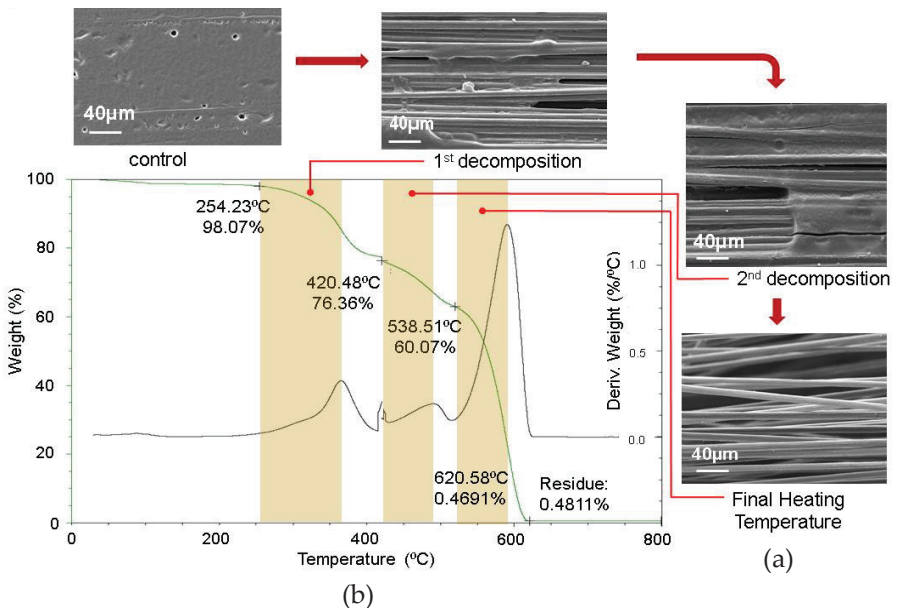 40µm
control
40µm
1st decomposition
40µm
2nd decomposition
40µm
Final Heating
Temperature
(a)
Weight (%)
100
80
60
40
20
0
254.23ºC
98.07%
420.48ºC
76.36%
538.51ºC
60.07%
620.58ºC
0.4691%
Residue:
0.4811%
1.0
0.5
0.0
Deriv. Weight (%/ºC)
0
200
400
600
800
Temperature (ºC)
(b)